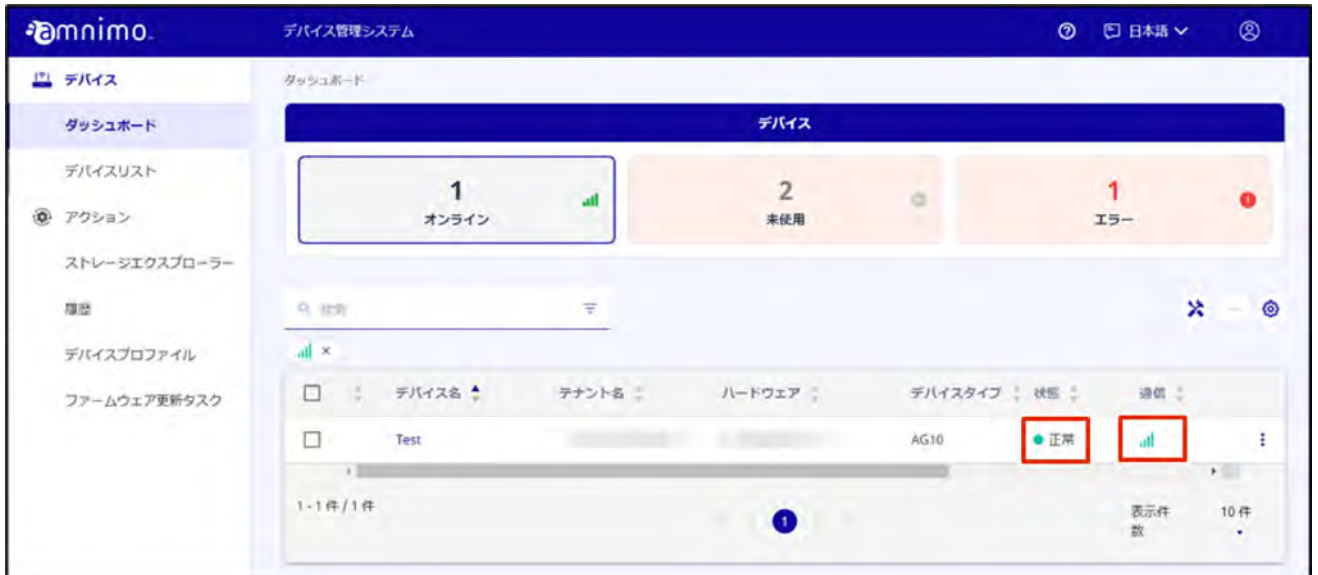 amnimo
デバイス管理システム
日本語
デバイス
ダッシュボード
デバイスリスト
アクション
ストレージエクスプローラー
履歴
デバイスプロファイル
ファームウェア更新タスク
ダッシュボード
デバイス
1
オンライン
2
未使用
1
エラー
検索
デバイス名 テナント名 ハードウェア デバイスタイプ 状態 通信
Test AG10 正常
1 - 1 件 / 1 件
1
表示件
数
10 件